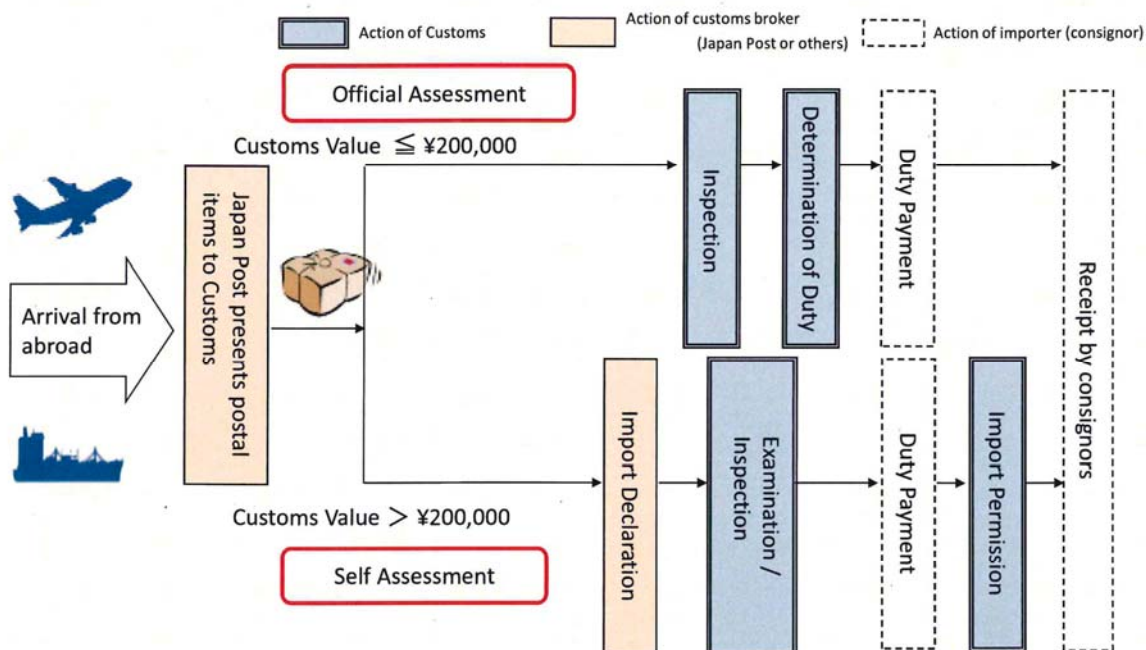 Action of Customs
Action of customs broker
(Japan Post or others)
Action of importer (consignor)
Official Assessment
Customs Value ≦ ¥200,000
Arrival from
abroad
Japan Post presents postal
items to Customs
Inspection
Determination of Duty
Duty Payment
Receipt by consignors
Customs Value > ¥200,000
Self Assessment
Import Declaration
Examination /
Inspection
Duty Payment
Import Permission